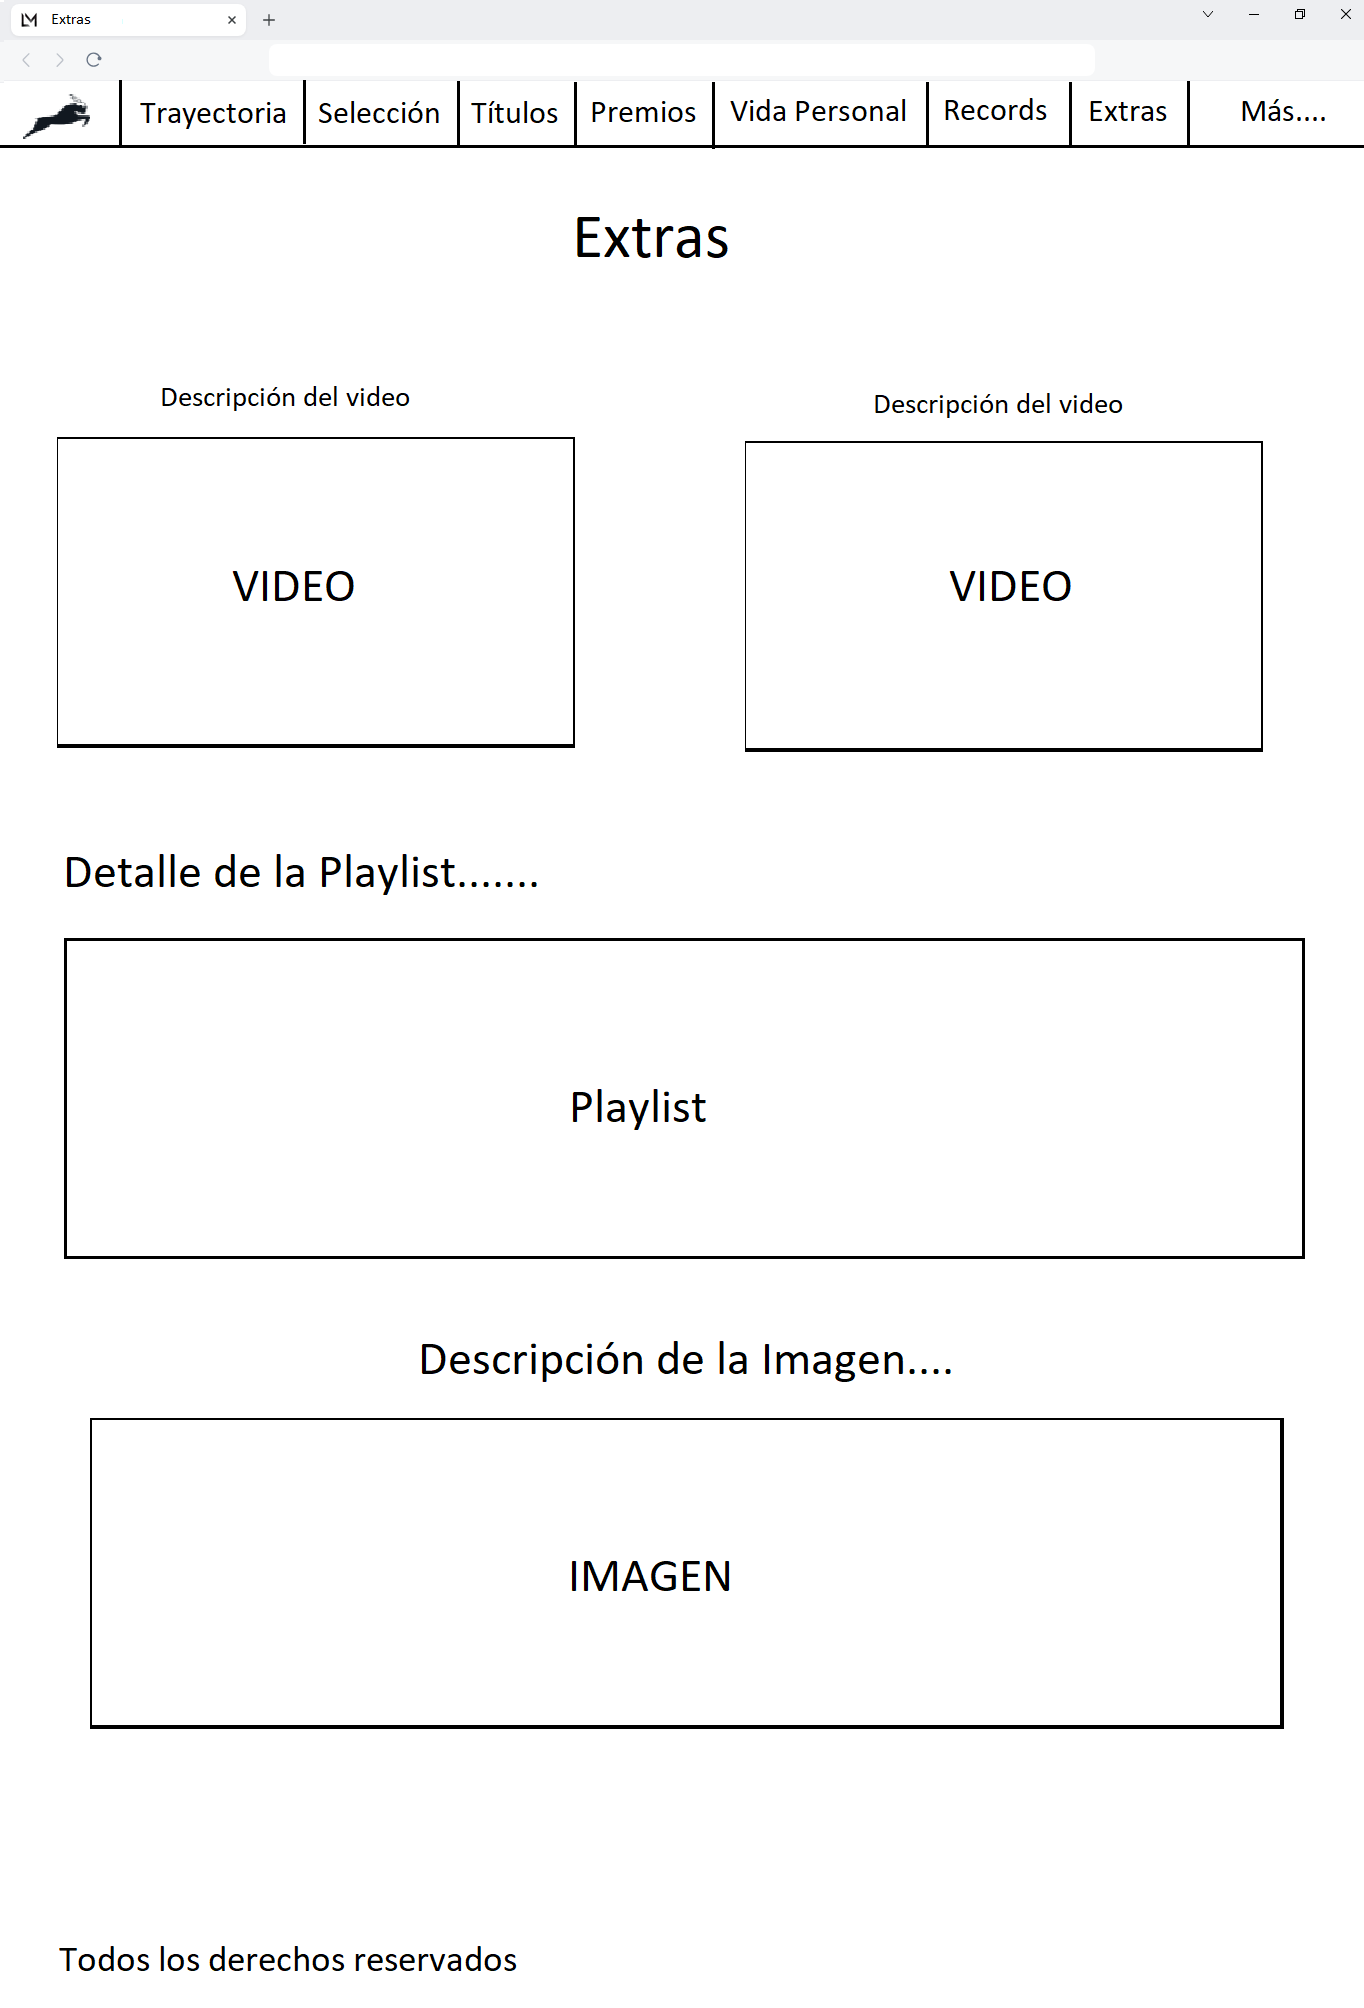 LM Extras
Trayectoria Selección Títulos Premios Vida Personal Records Extras Más....
Extras
Descripción del video
Descripción del video
VIDEO
VIDEO
Detalle de la Playlist.......
Playlist
Descripción de la Imagen....
IMAGEN
Todos los derechos reservados